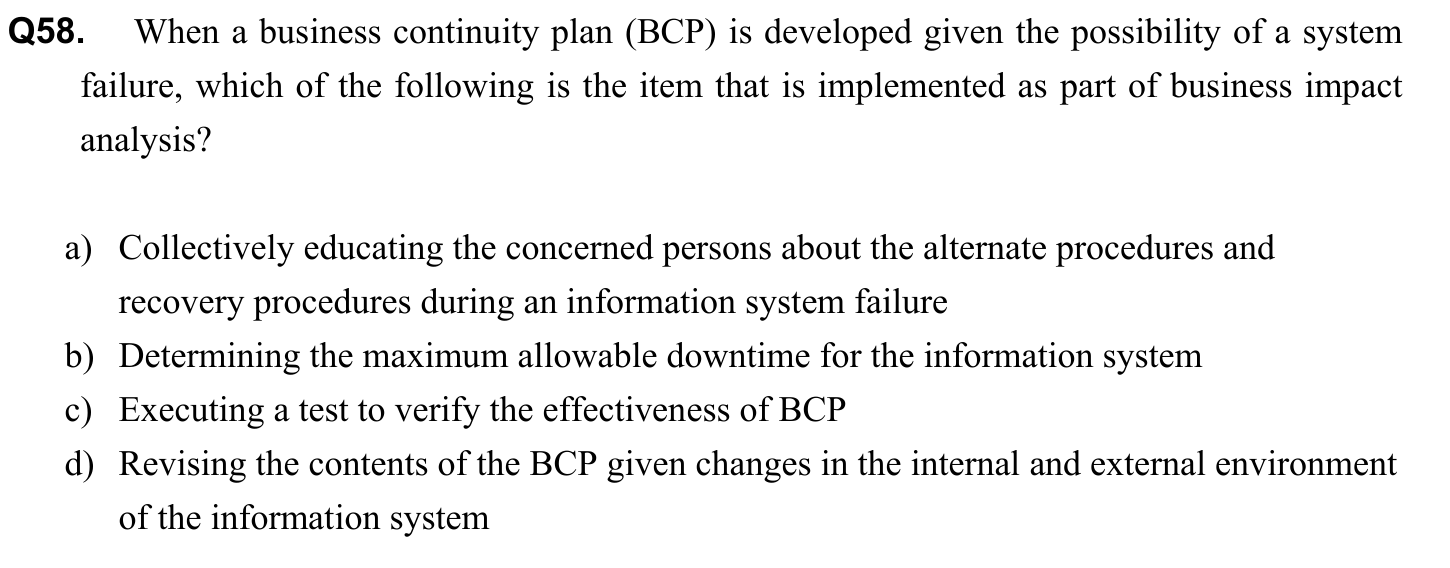 Q58. When a business continuity plan (BCP) is developed given the possibility of a system
failure, which of the following is the item that is implemented as part of business impact
analysis?
a) Collectively educating the concerned persons about the alternate procedures and
recovery procedures during an information system failure
b) Determining the maximum allowable downtime for the information system
c) Executing a test to verify the effectiveness of BCP
d) Revising the contents of the BCP given changes in the internal and external environment
of the information system